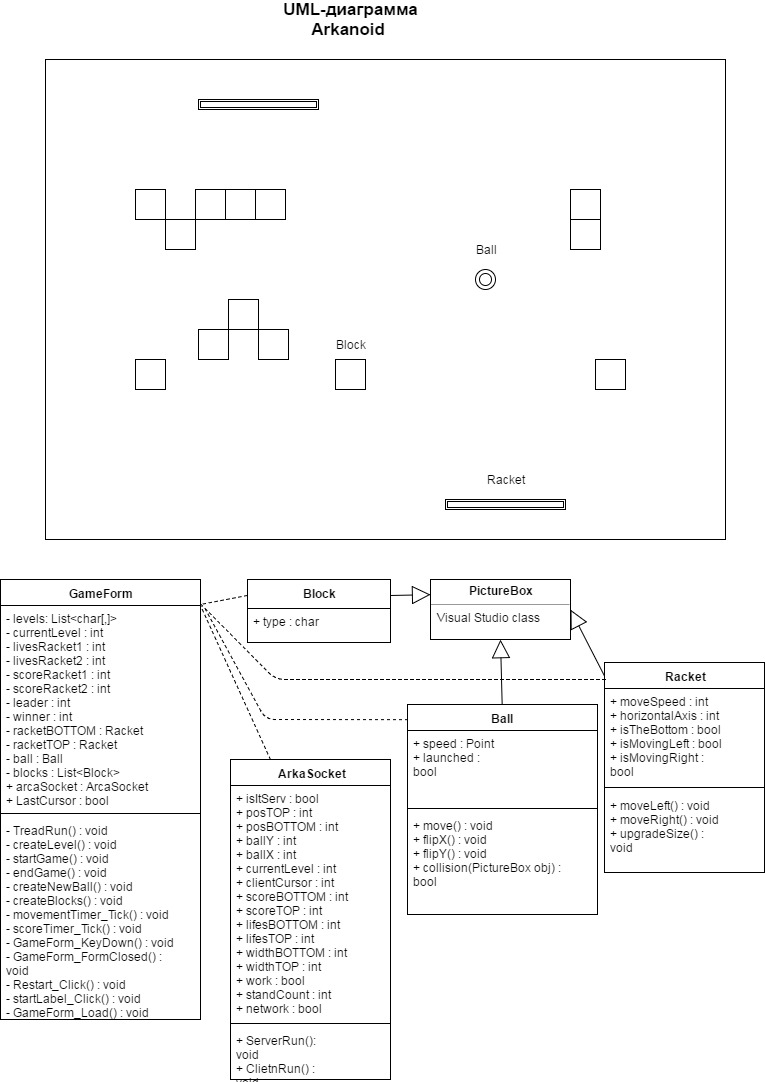 UML-диаграмма
Arkanoid
Ball
Block
Racket
GameForm
- levels: List<char[,]>
- currentLevel : int
- livesRacket1 : int
- livesRacket2 : int
- scoreRacket1 : int
- scoreRacket2 : int
- leader : int
- winner : int
- racketBOTTOM : Racket
- racketTOP : Racket
- ball : Ball
- blocks : List<Block>
+ arcaSocket : ArcaSocket
+ LastCursor : bool
- TreadRun() : void
- createLevel() : void
- startGame() : void
- endGame() : void
- createNewBall() : void
- createBlocks() : void
- movementTimer_Tick() : void
- scoreTimer_Tick() : void
- GameForm_KeyDown() : void
- GameForm_FormClosed() :
void
- Restart_Click() : void
- startLabel_Click() : void
- GameForm_Load() : void
Block
+ type : char
PictureBox
Visual Studio class
Racket
+ moveSpeed : int
+ horizontalAxis : int
+ isTheBottom : bool
+ isMovingLeft : bool
+ isMovingRight :
bool
+ moveLeft() : void
+ moveRight() : void
+ upgradeSize() :
void
Ball
+ speed : Point
+ launched :
bool
+ move() : void
+ flipX() : void
+ flipY() : void
+ collision(PictureBox obj) :
bool
ArkaSocket
+ isItServ : bool
+ posTOP : int
+ posBOTTOM : int
+ ballY : int
+ ballX : int
+ currentLevel : int
+ clientCursor : int
+ scoreBOTTOM : int
+ scoreTOP : int
+ lifesBOTTOM : int
+ lifesTOP : int
+ widthBOTTOM : int
+ widthTOP : int
+ work : bool
+ standCount : int
+ network : bool
+ ServerRun():
void
+ ClietnRun() :
void